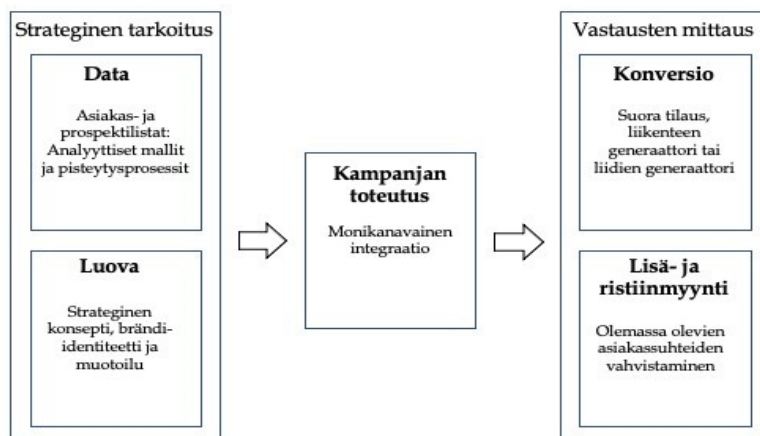 Strateginen tarkoitus
Data
Asiakas- ja
prospektilistat:
Analyyttiset mallit
ja pisteytysprosessit
Luova
Strateginen
konsepti, brändi-
identiteetti ja
muotoilu
Kampanjan
toteutus
Monikanavainen
integraatio
Vastausten mittaus
Konversio
Suora tilaus,
liikenteen
generaattori tai
liidien generaattori
Lisä- ja
ristiinmyynti
Olemassa olevien
asiakassuhteiden
vahvistaminen